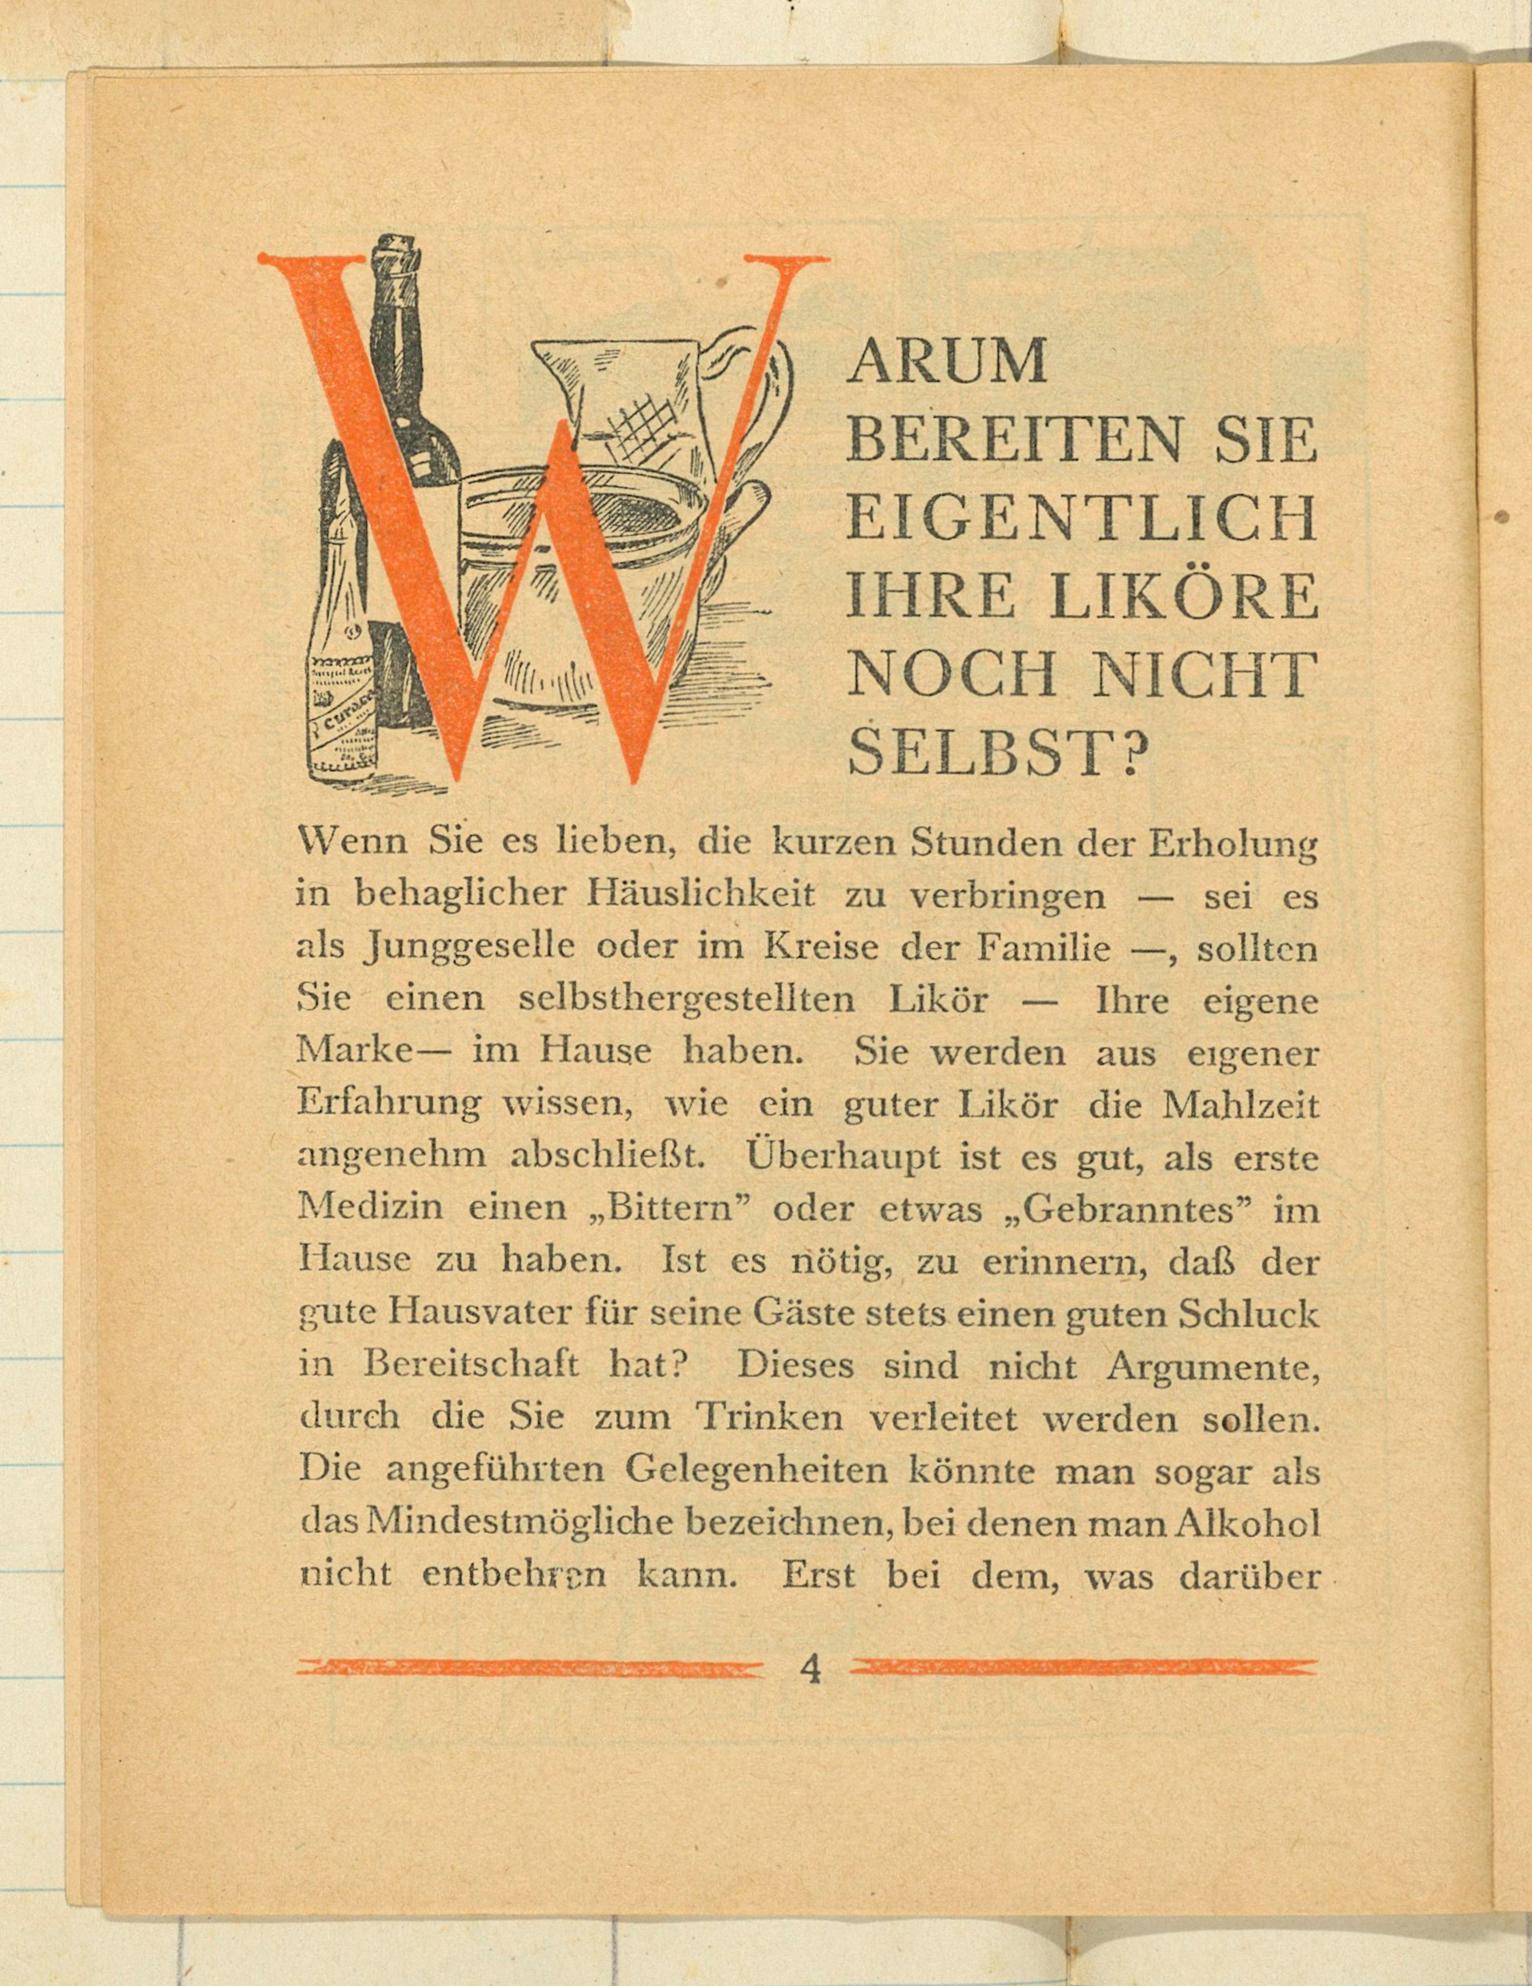 WARUM
BEREITEN SIE
EIGENTLICH
IHRE LIKÖRE
NOCH NICHT
SELBST?
Curaçao
Wenn Sie es lieben, die kurzen Stunden der Erholung
in behaglicher Häuslichkeit zu verbringen — sei es
als Junggeselle oder im Kreise der Familie —, sollten
Sie einen selbsthergestellten Likör — Ihre eigene
Marke— im Hause haben. Sie werden aus eigener
Erfahrung wissen, wie ein guter Likör die Mahlzeit
angenehm abschließt. Überhaupt ist es gut, als erste
Medizin einen „Bittern” oder etwas „Gebranntes” im
Hause zu haben. Ist es nötig, zu erinnern, daß der
gute Hausvater für seine Gäste stets einen guten Schluck
in Bereitschaft hat? Dieses sind nicht Argumente,
durch die Sie zum Trinken verleitet werden sollen.
Die angeführten Gelegenheiten könnte man sogar als
das Mindestmögliche bezeichnen, bei denen man Alkohol
nicht entbehren kann. Erst bei dem, was darüber
4